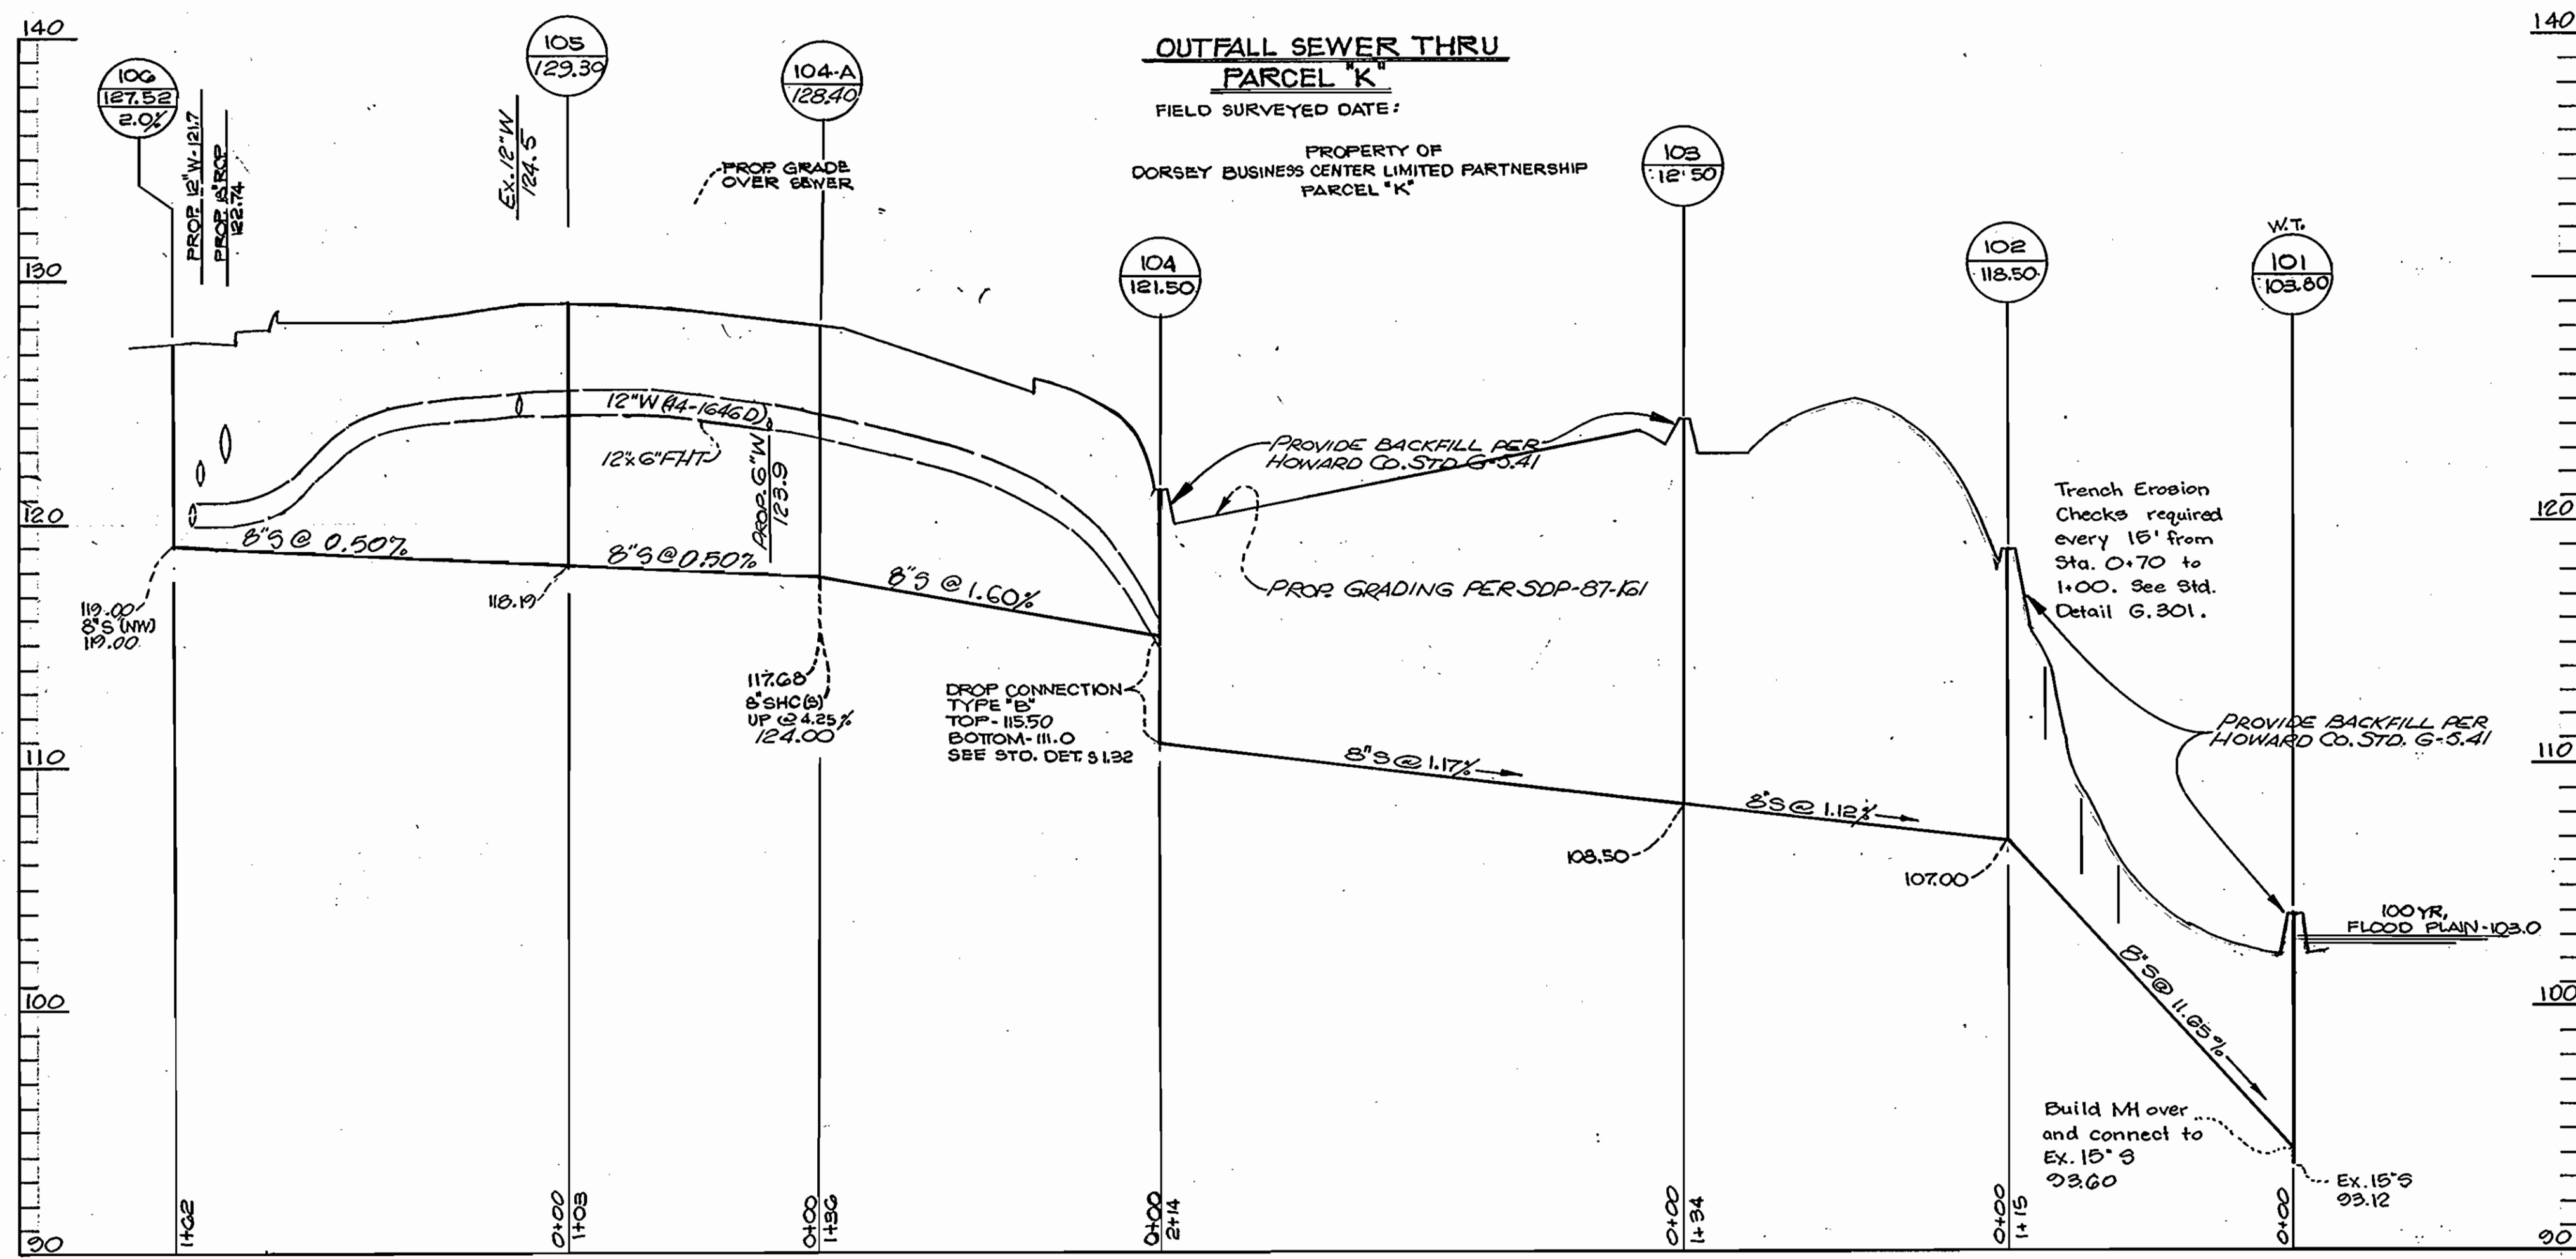 OUTFALL SEWER THRU
PARCEL "K"
FIELD SURVEYED DATE:
PROPERTY OF
DORSEY BUSINESS CENTER LIMITED PARTNERSHIP
PARCEL "K"
140
130
120
110
100
90
106
127.52
2.0%
PROP. 12"W-121.7
PROP. 18" RCP
122.74
EX. 12"W
124.5
105
129.30
PROP. GRADE
OVER SEWER
104-A
128.40
104
121.50
103
102
118.50
W.T.
101
103.80
140
130
120
110
100
90
12"W (44-1646D)
12"x6" FHT
PROP. 6"W
123.9
8"S @ 0.50%
8"S @ 0.50%
8"S @ 1.60%
119.00
8"S (NW)
119.00
118.19
117.68
8"SHC(S)
UP @ 4.25%
124.00
DROP CONNECTION
TYPE "B"
TOP-115.50
BOTTOM-111.0
SEE STD. DET. S 1.32
PROVIDE BACKFILL PER
HOWARD CO. STD. G-5.41
PROP. GRADING PER SDP-87-161
8"S @ 1.17%
108.50
8"S @ 1.12%
107.00
Trench Erosion
Checks required
every 15' from
Sta. 0+70 to
1+00. See Std.
Detail G.301.
PROVIDE BACKFILL PER
HOWARD CO. STD. G-5.41
100 YR.
FLOOD PLAIN-103.0
8"S @ 11.65%
Build MH over
and connect to
Ex. 15" S
93.60
Ex. 15"S
93.12
1+62
0+00
1+03
0+00
1+36
0+00
2+14
0+00
1+34
0+00
1+15
0+00